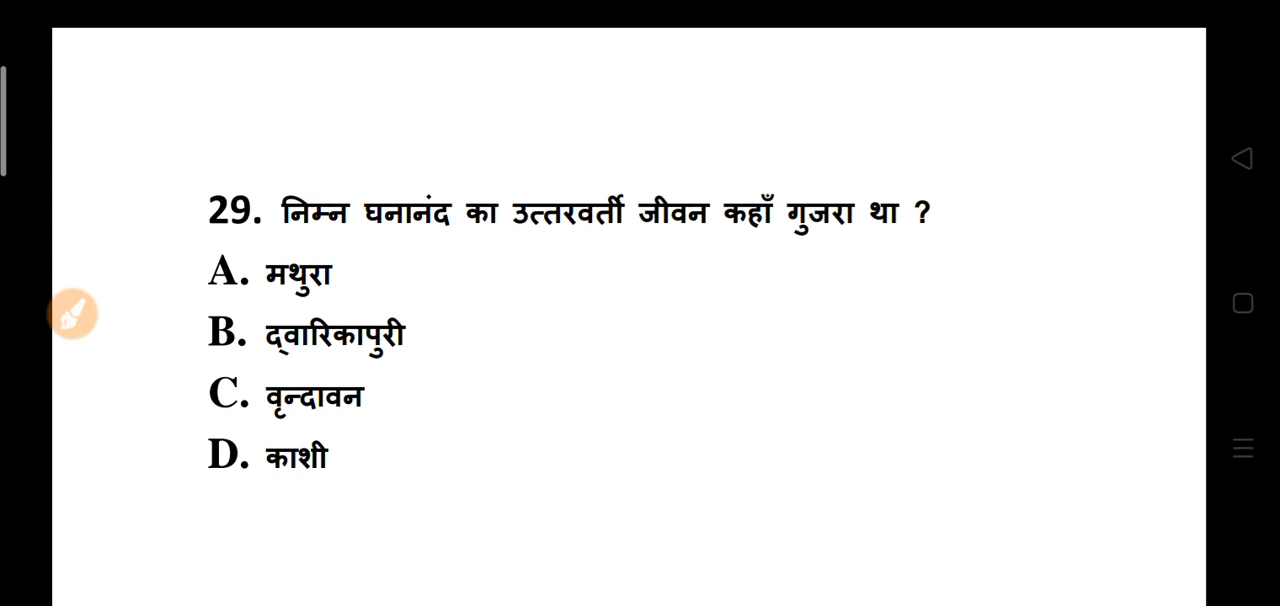 29. निम्न घनानंद का उत्तरवर्ती जीवन कहाँ गुजरा था ?
A. मथुरा
B. द्वारिकापुरी
C. वृन्दावन
D. काशी